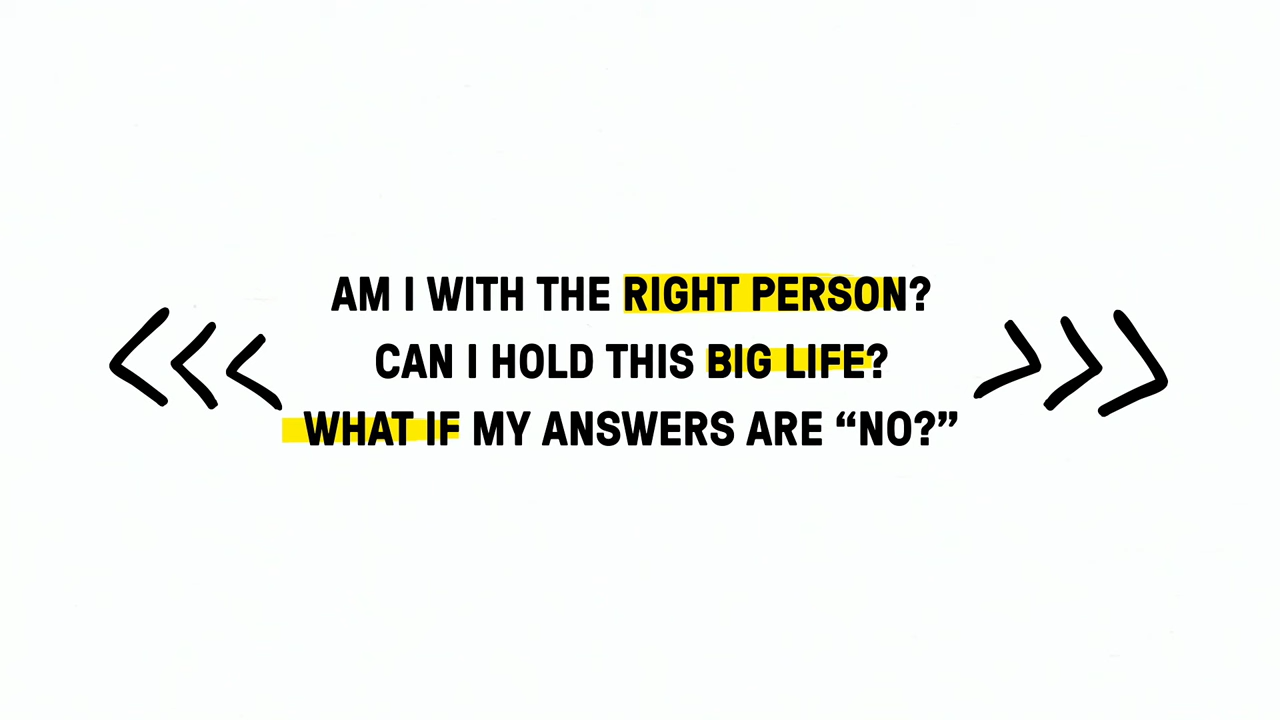 AM I WITH THE RIGHT PERSON?
CAN I HOLD THIS BIG LIFE?
WHAT IF MY ANSWERS ARE “NO?”